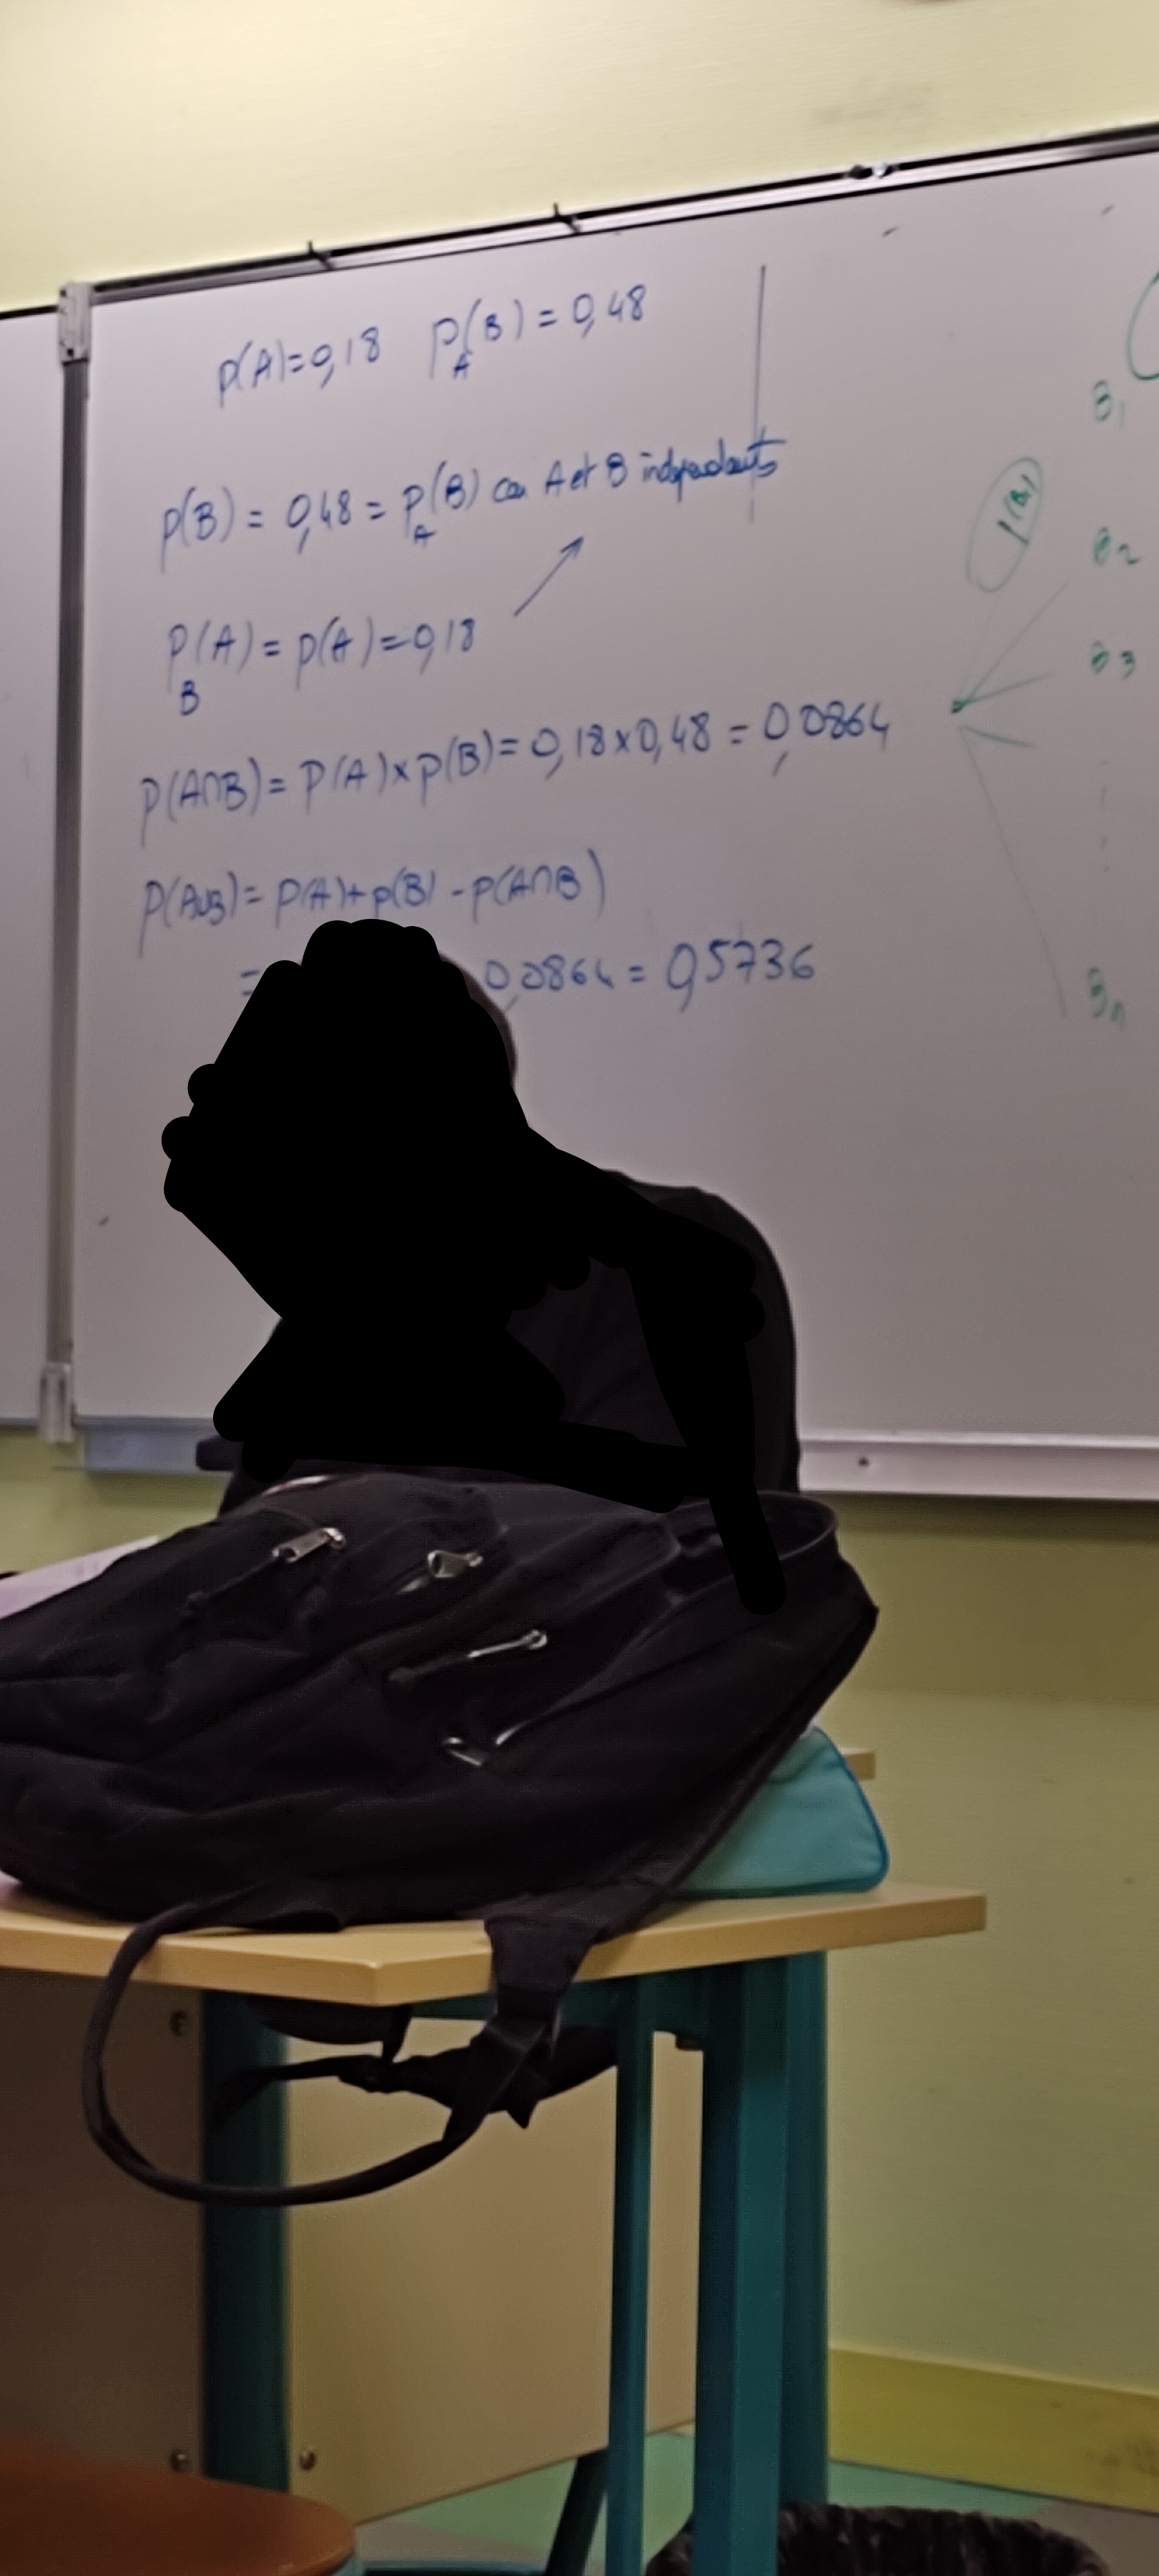 p(A)=0,18 P_A(B)=0,48
p(B) = 0,48 = P_A(B) car A et B indépendants
P_B(A) = p(A)=0,18
p(A∩B)= P(A)×p(B)= 0,18×0,48 = 0,0864
P(A∪B)= P(A)+p(B) -p(A∩B)
= 0,0864 = 0,5736
B1
P(B1)
B2
B3
Bn